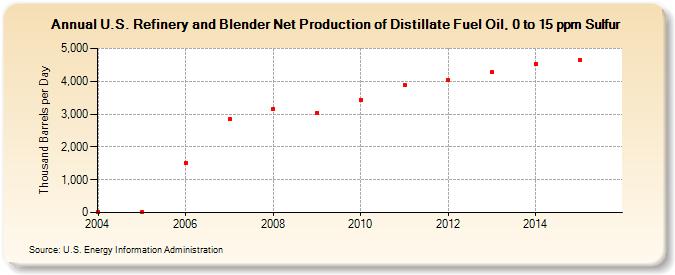 Annual U.S. Refinery and Blender Net Production of Distillate Fuel Oil, 0 to 15 ppm Sulfur
Thousand Barrels per Day
5,000
4,000
3,000
2,000
1,000
0
2004 2006 2008 2010 2012 2014
Source: U.S. Energy Information Administration